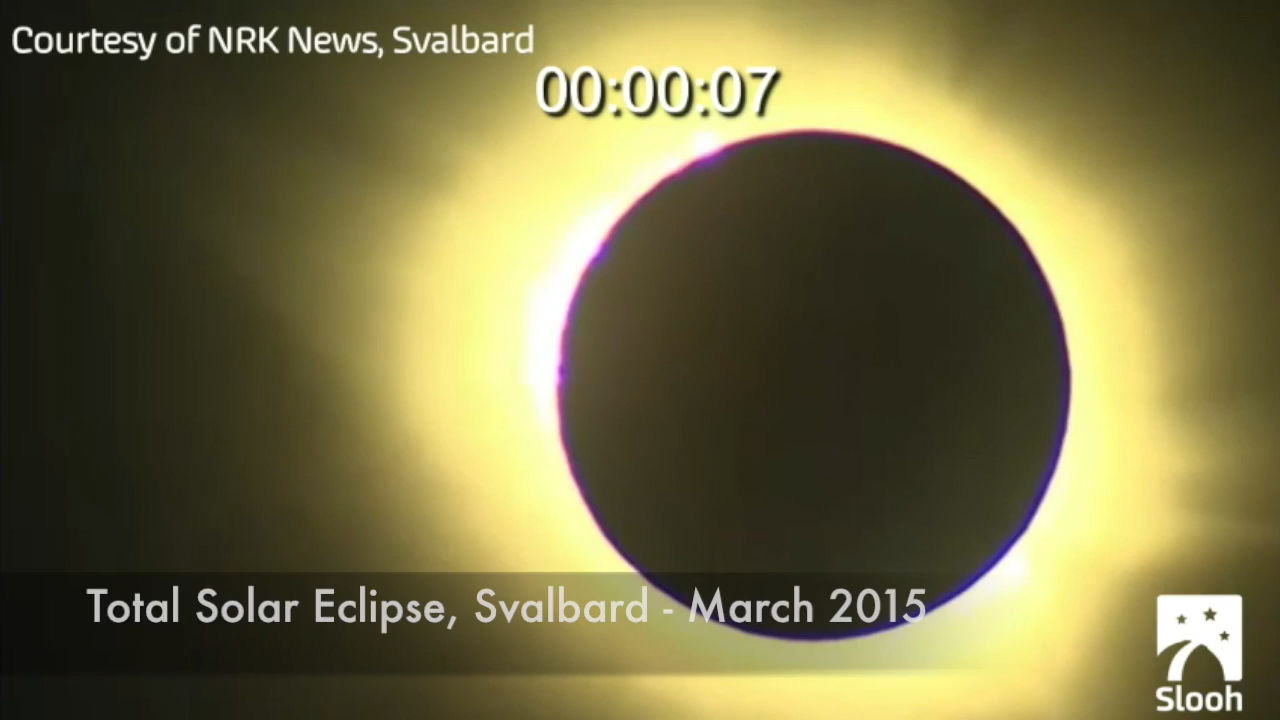 Courtesy of NRK News, Svalbard
00:00:07
Total Solar Eclipse, Svalbard - March 2015
Slooh